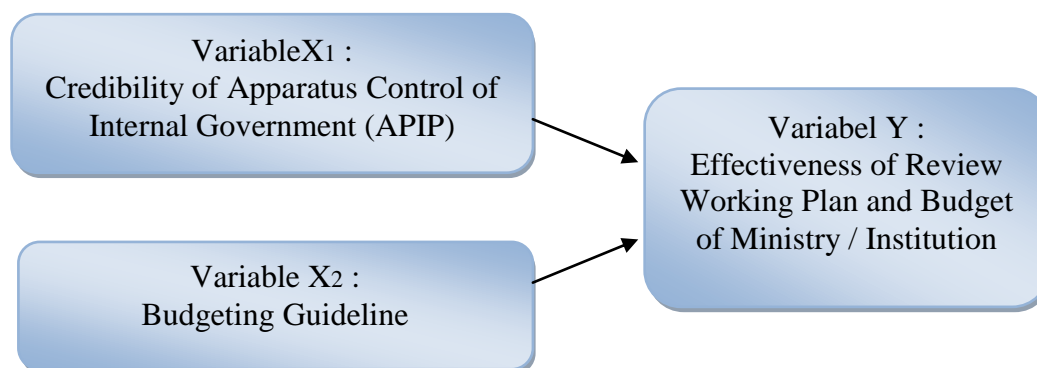 VariableX1 :
Credibility of Apparatus Control of
Internal Government (APIP)
Variabel Y :
Effectiveness of Review
Working Plan and Budget
of Ministry / Institution
Variable X2 :
Budgeting Guideline